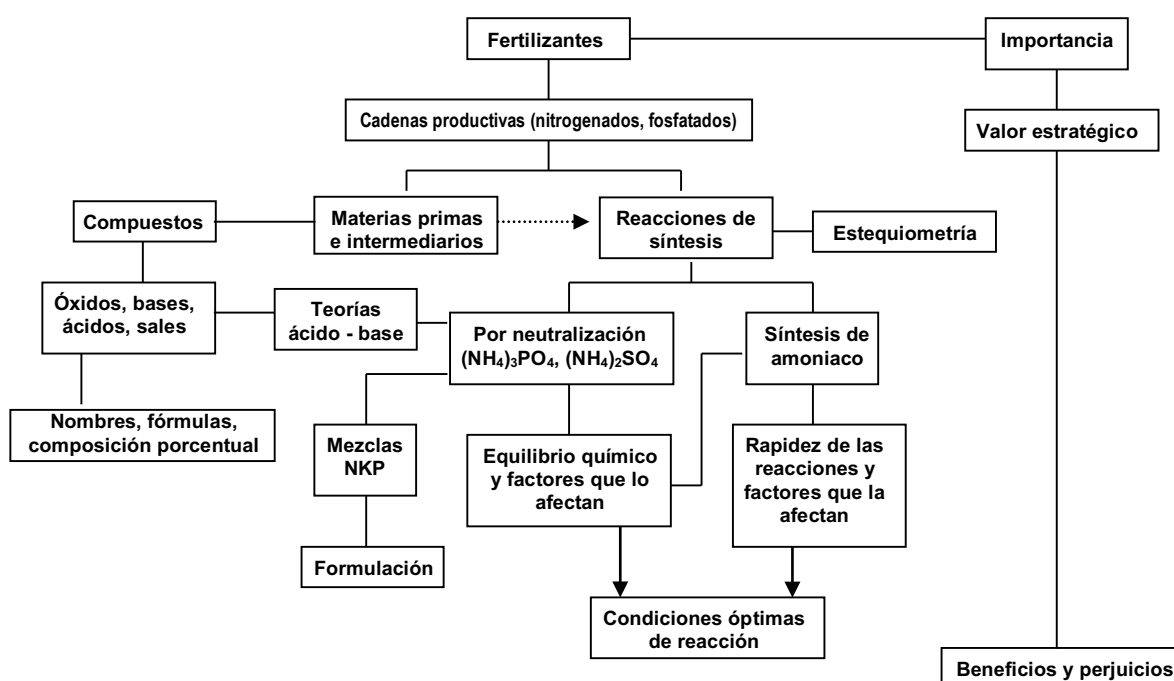 Fertilizantes
Importancia
Cadenas productivas (nitrogenados, fosfatados)
Valor estratégico
Compuestos
Materias primas
e intermediarios
Reacciones de
síntesis
Estequiometría
Óxidos, bases,
ácidos, sales
Teorías
ácido - base
Por neutralización
(NH₄)₃PO₄, (NH₄)₂SO₄
Síntesis de
amoniaco
Nombres, fórmulas,
composición porcentual
Mezclas
NKP
Equilibrio químico
y factores que lo
afectan
Rapidez de las
reacciones y
factores que la
afectan
Formulación
Condiciones óptimas
de reacción
Beneficios y perjuicios